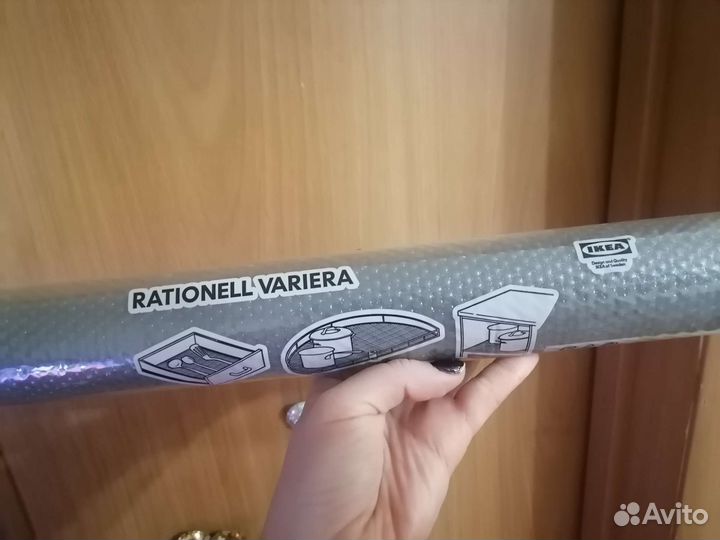 RATIONELL VARIERA
IKEA
Design and Quality
IKEA of Sweden
Avito